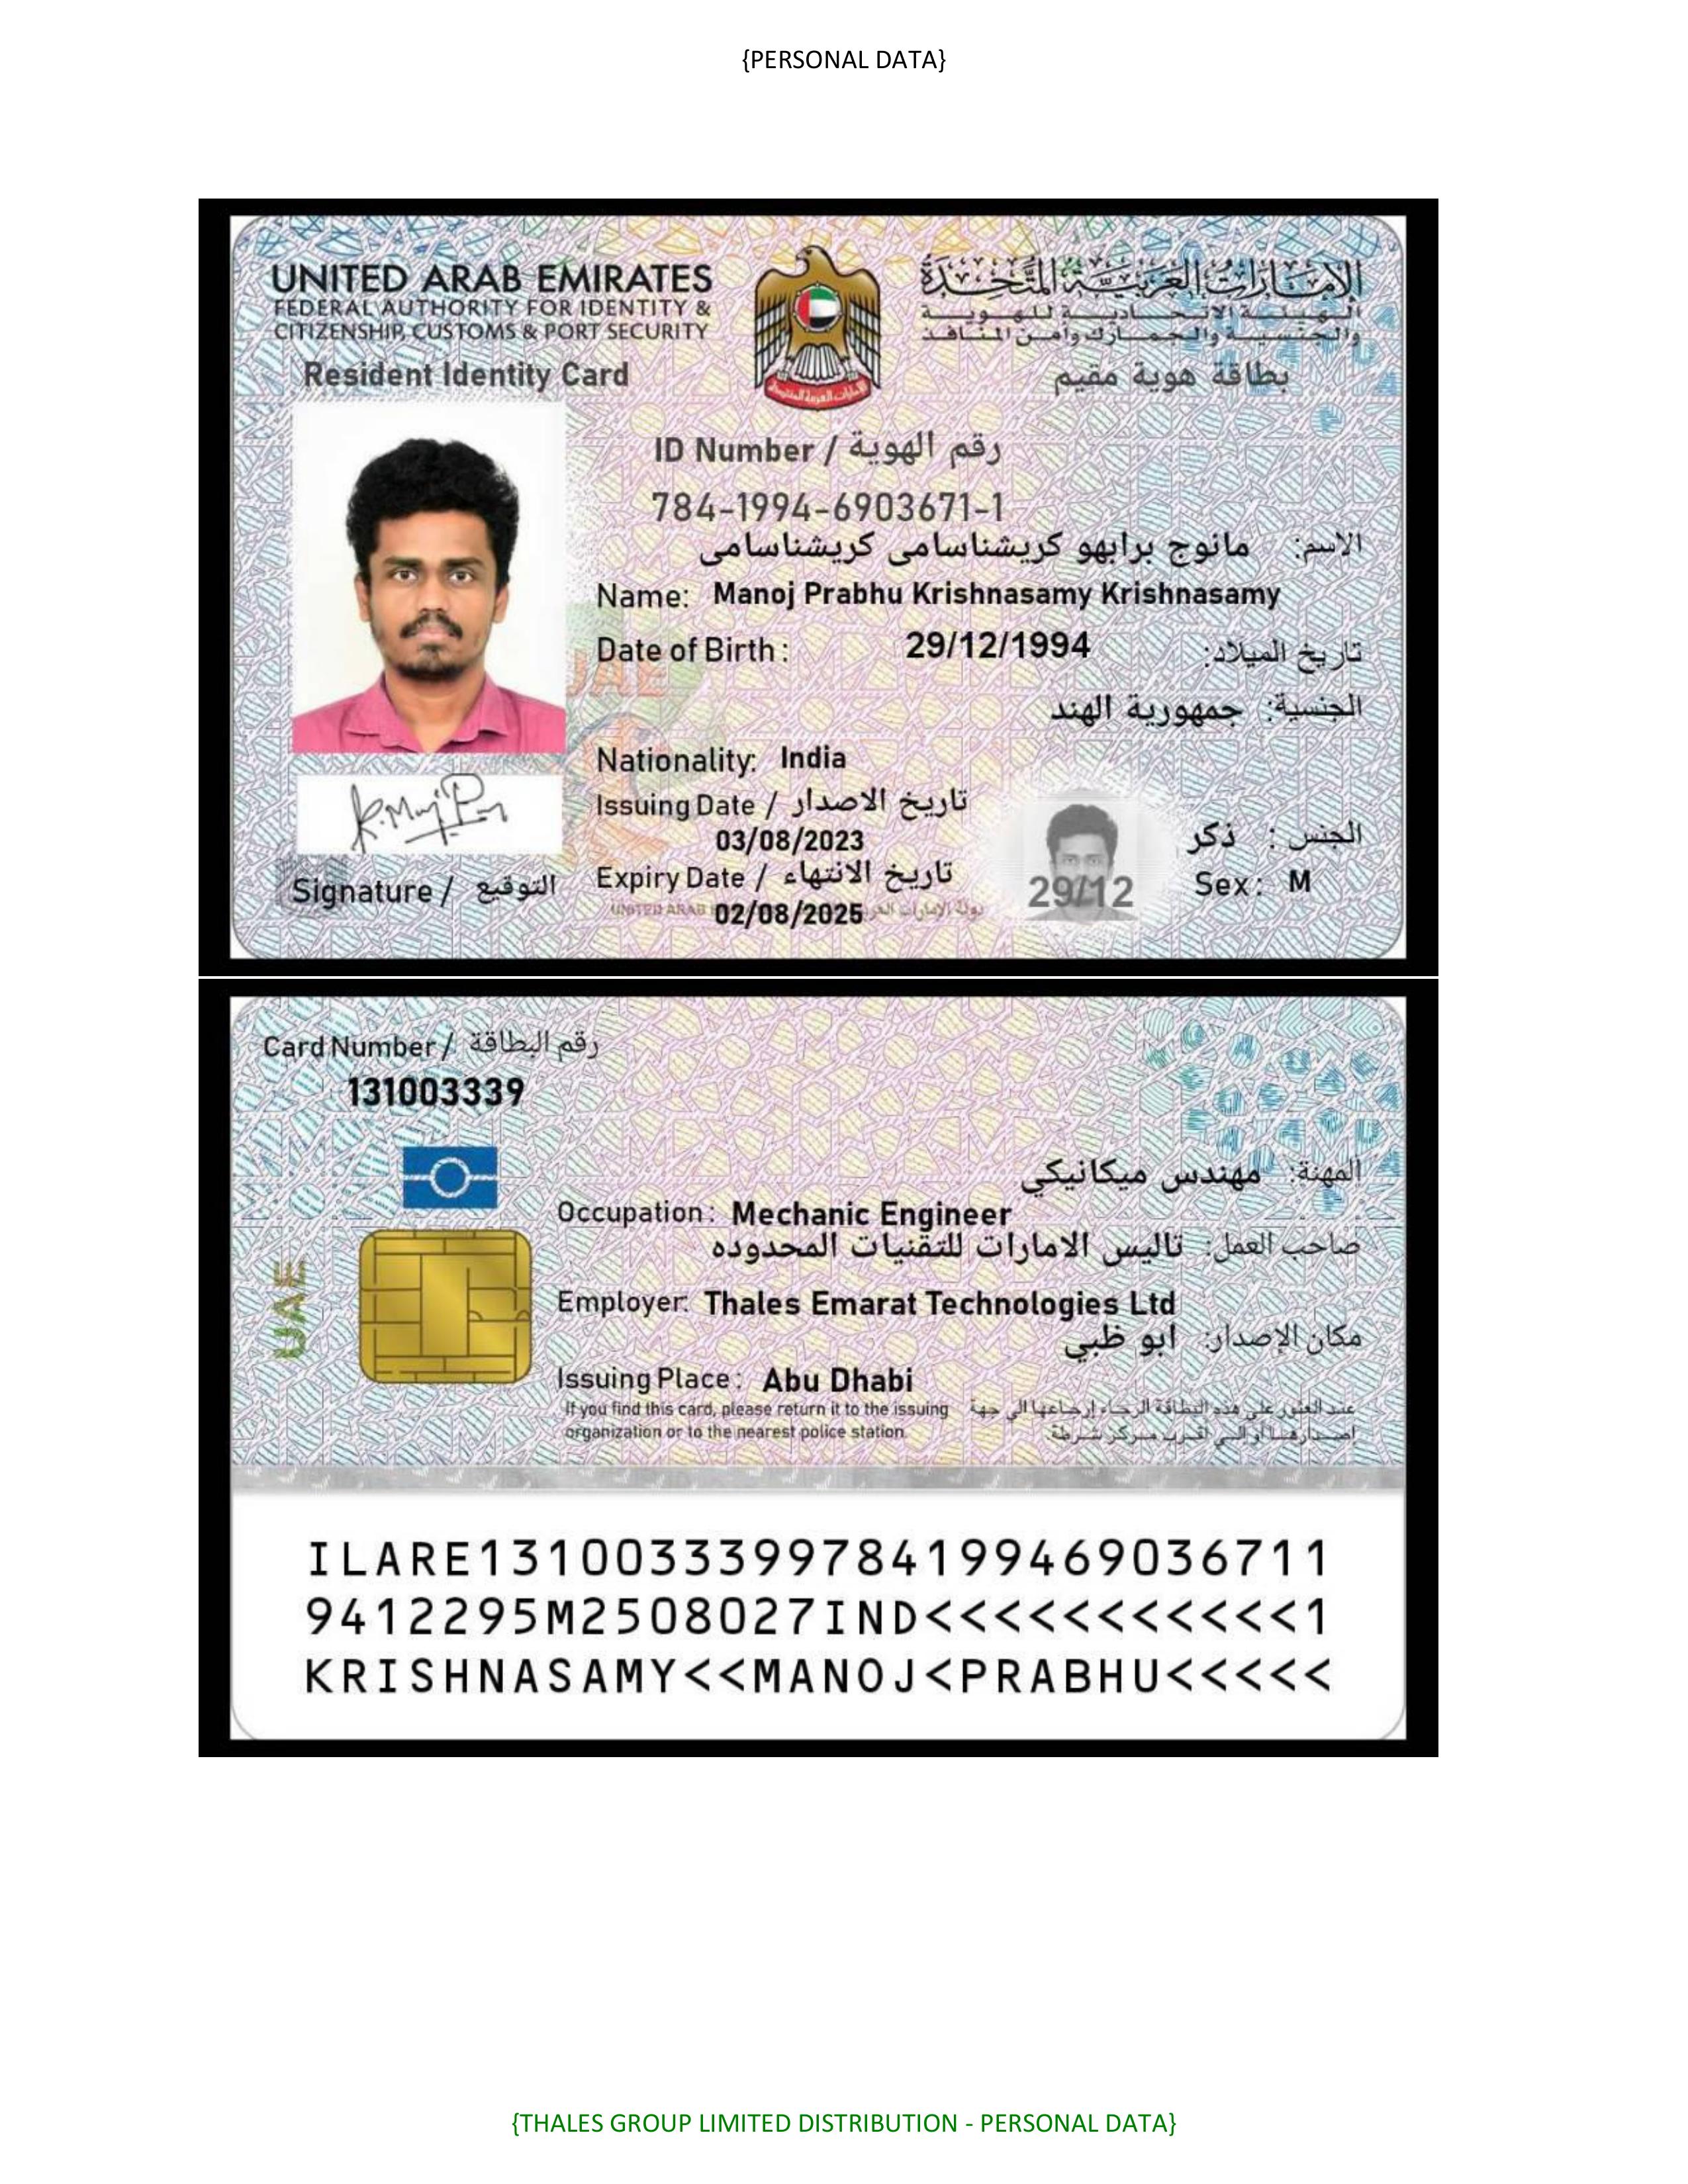 {PERSONAL DATA}
UNITED ARAB EMIRATES
FEDERAL AUTHORITY FOR IDENTITY &
CITIZENSHIP, CUSTOMS & PORT SECURITY
Resident Identity Card
الإمارات العربية المتحدة
الهيئة الاتحادية للهوية
والجنسية والجمارك وأمن المنافذ
بطاقة هوية مقيم
ID Number / رقم الهوية
784-1994-6903671-1
الاسم: مانوج برابهو كريشناسامى كريشناسامى
Name: Manoj Prabhu Krishnasamy Krishnasamy
Date of Birth: 29/12/1994 تاريخ الميلاد:
الجنسية: جمهورية الهند
Nationality: India
Issuing Date / تاريخ الاصدار
03/08/2023
Expiry Date / تاريخ الانتهاء
02/08/2025
الجنس: ذكر
Sex: M
29/12
Signature / التوقيع
UAE
Card Number / رقم البطاقة
131003339
المهنة: مهندس ميكانيكي
Occupation: Mechanic Engineer
صاحب العمل: تاليس الامارات للتقنيات المحدوده
Employer: Thales Emarat Technologies Ltd
مكان الإصدار: ابو ظبي
Issuing Place: Abu Dhabi
If you find this card, please return it to the issuing
organization or to the nearest police station.
عند العثور على هذه البطاقة الرجاء إرجاعها الى جهة
إصدارها أو الى اقرب مركز شرطة
UAE
ILARE1310033399784199469036711
9412295M2508027IND<<<<<<<<<<<1
KRISHNASAMY<<MANOJ<PRABHU<<<<<
{THALES GROUP LIMITED DISTRIBUTION - PERSONAL DATA}